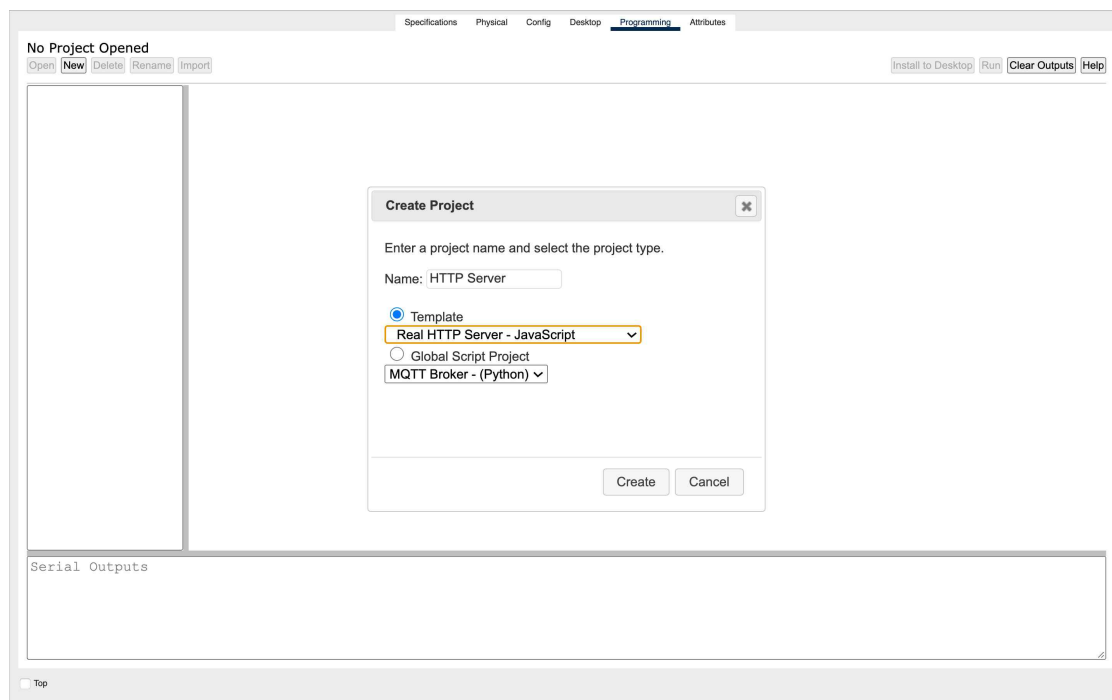 Specifications Physical Config Desktop Programming Attributes
No Project Opened
Open New Delete Rename Import Install to Desktop Run Clear Outputs Help
Create Project
Enter a project name and select the project type.
Name: HTTP Server
Template
Real HTTP Server - JavaScript
Global Script Project
MQTT Broker - (Python)
Create Cancel
Serial Outputs
Top